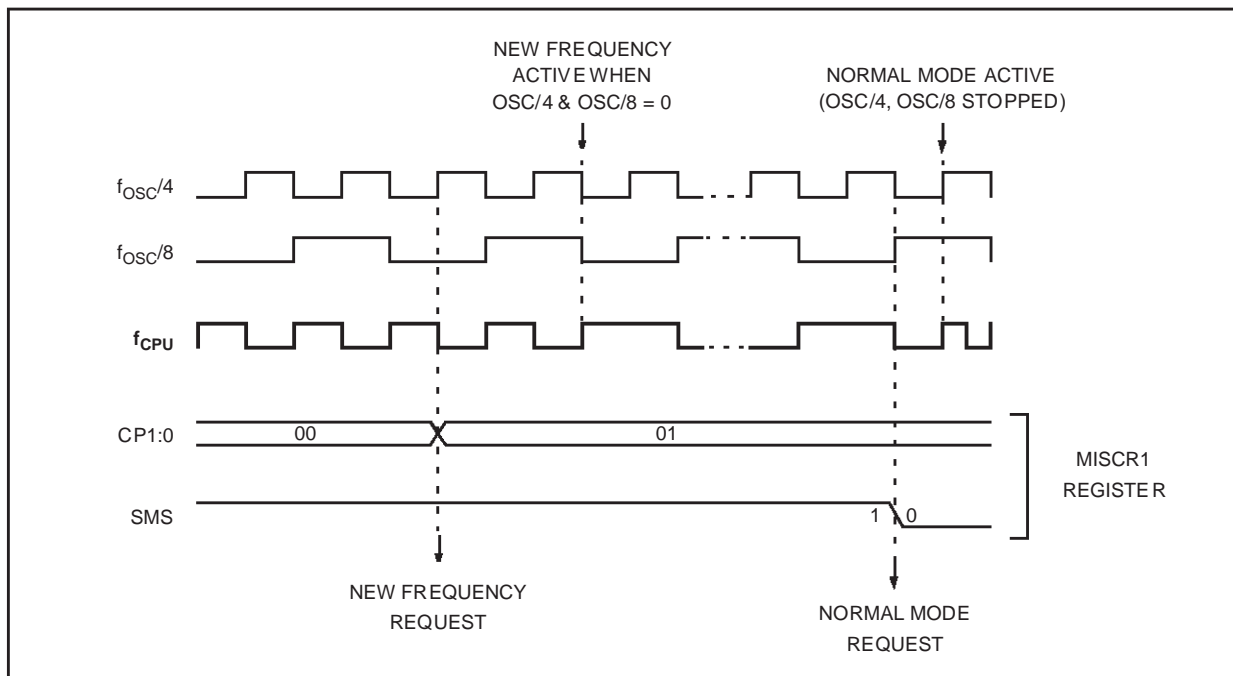 NEW FREQUENCY
ACTIVE WHEN
OSC/4 & OSC/8 = 0
NORMAL MODE ACTIVE
(OSC/4, OSC/8 STOPPED)
fOSC/4
fOSC/8
fCPU
CP1:0
00
01
SMS
1
0
MISCR1
REGISTER
NEW FREQUENCY
REQUEST
NORMAL MODE
REQUEST